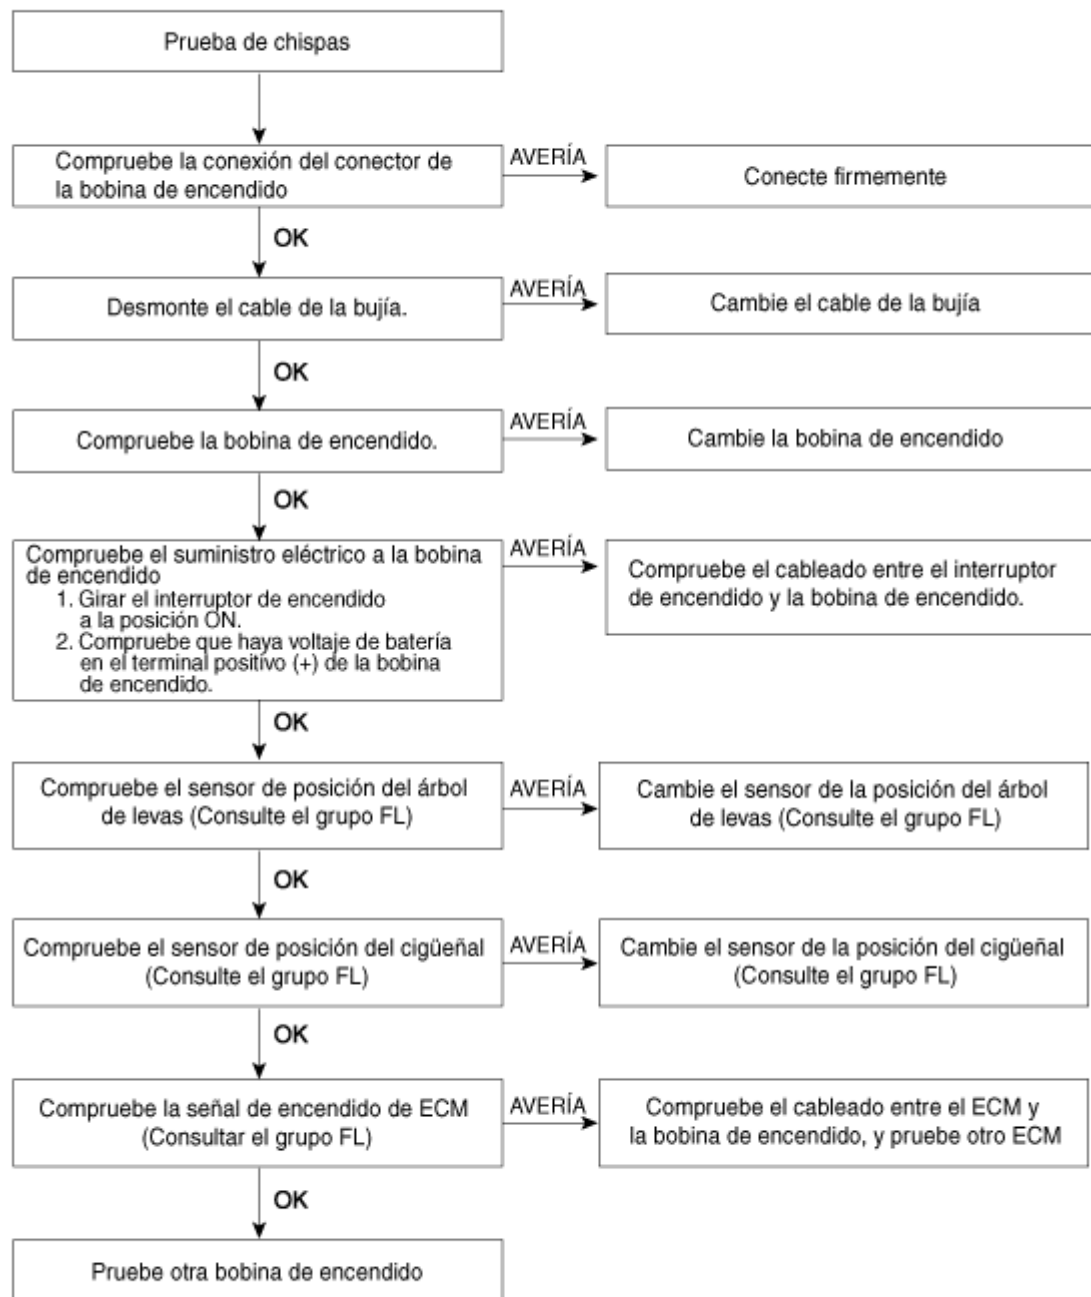 Prueba de chispas
Compruebe la conexión del conector de
la bobina de encendido
AVERÍA
Conecte firmemente
OK
Desmonte el cable de la bujía.
AVERÍA
Cambie el cable de la bujía
OK
Compruebe la bobina de encendido.
AVERÍA
Cambie la bobina de encendido
OK
Compruebe el suministro eléctrico a la bobina
de encendido
1. Girar el interruptor de encendido
a la posición ON.
2. Compruebe que haya voltaje de batería
en el terminal positivo (+) de la bobina
de encendido.
AVERÍA
Compruebe el cableado entre el interruptor
de encendido y la bobina de encendido.
OK
Compruebe el sensor de posición del árbol
de levas (Consulte el grupo FL)
AVERÍA
Cambie el sensor de la posición del árbol
de levas (Consulte el grupo FL)
OK
Compruebe el sensor de posición del cigüeñal
(Consulte el grupo FL)
AVERÍA
Cambie el sensor de la posición del cigüeñal
(Consulte el grupo FL)
OK
Compruebe la señal de encendido de ECM
(Consultar el grupo FL)
AVERÍA
Compruebe el cableado entre el ECM y
la bobina de encendido, y pruebe otro ECM
OK
Pruebe otra bobina de encendido